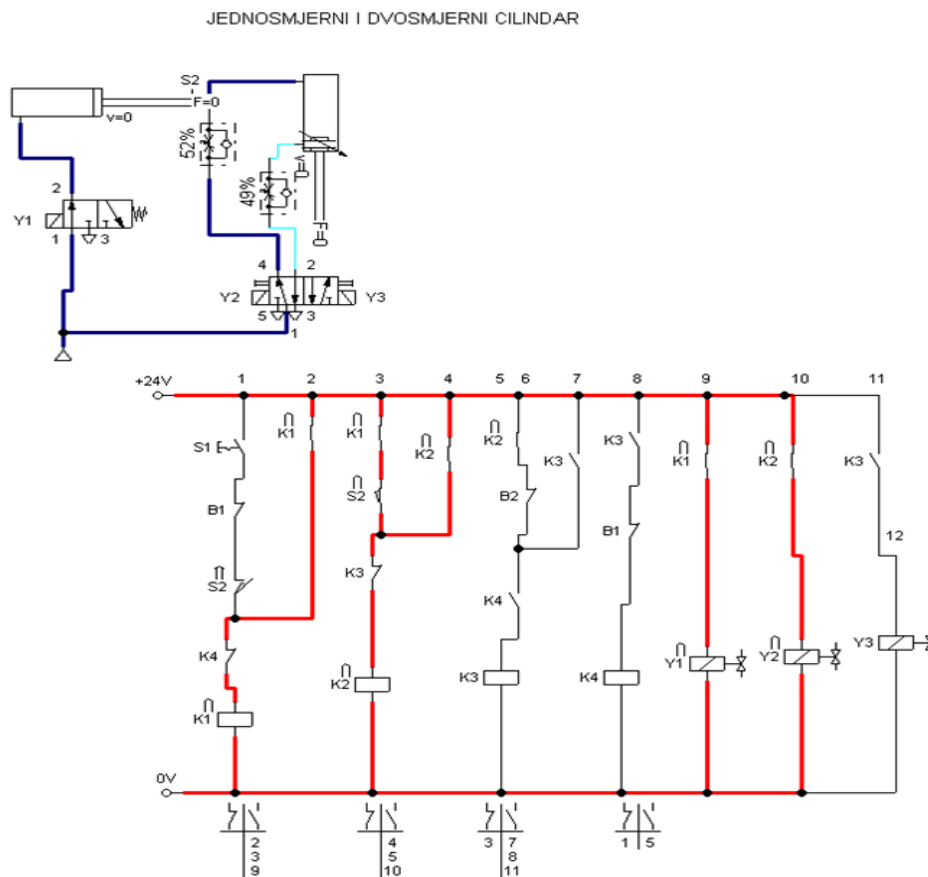 JEDNOSMJERNI I DVOSMJERNI CILINDAR
S2
F=0
v=0
52%
49%
v=0
F=0
2
Y1
1 3
4 2
Y2 Y3
5 3
1
+24V 1 2 3 4 5 6 7 8 9 10 11
S1 K1 K1 K2 K2 K3 K3 K1 K2 K3
S2 B2
B1 B1
12
K3
S2
K4
K4
Y1 Y2 Y3
K1 K2 K3 K4
0V
2 4 3 7 1 5
3 5 8
9 10 11